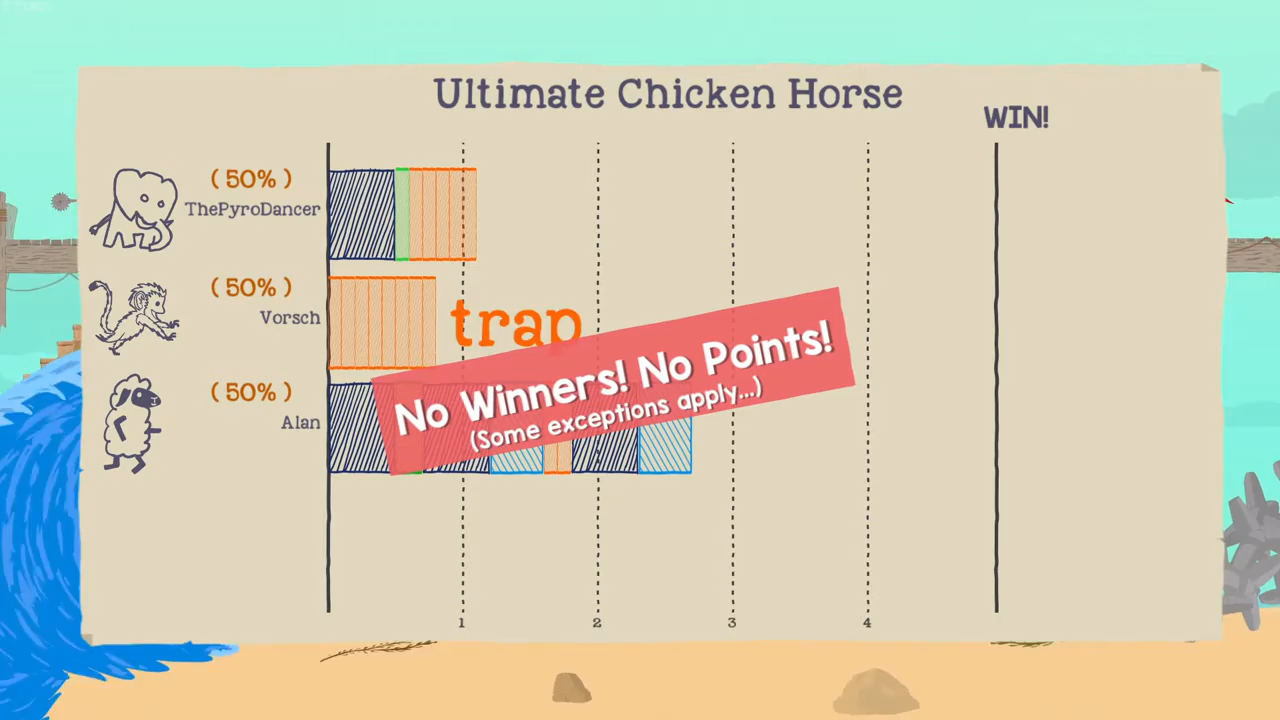 Ultimate Chicken Horse
WIN!
( 50% )
ThePyroDancer
( 50% )
Vorsch
trap
No Winners! No Points!
(Some exceptions apply...)
( 50% )
Alan
1 2 3 4